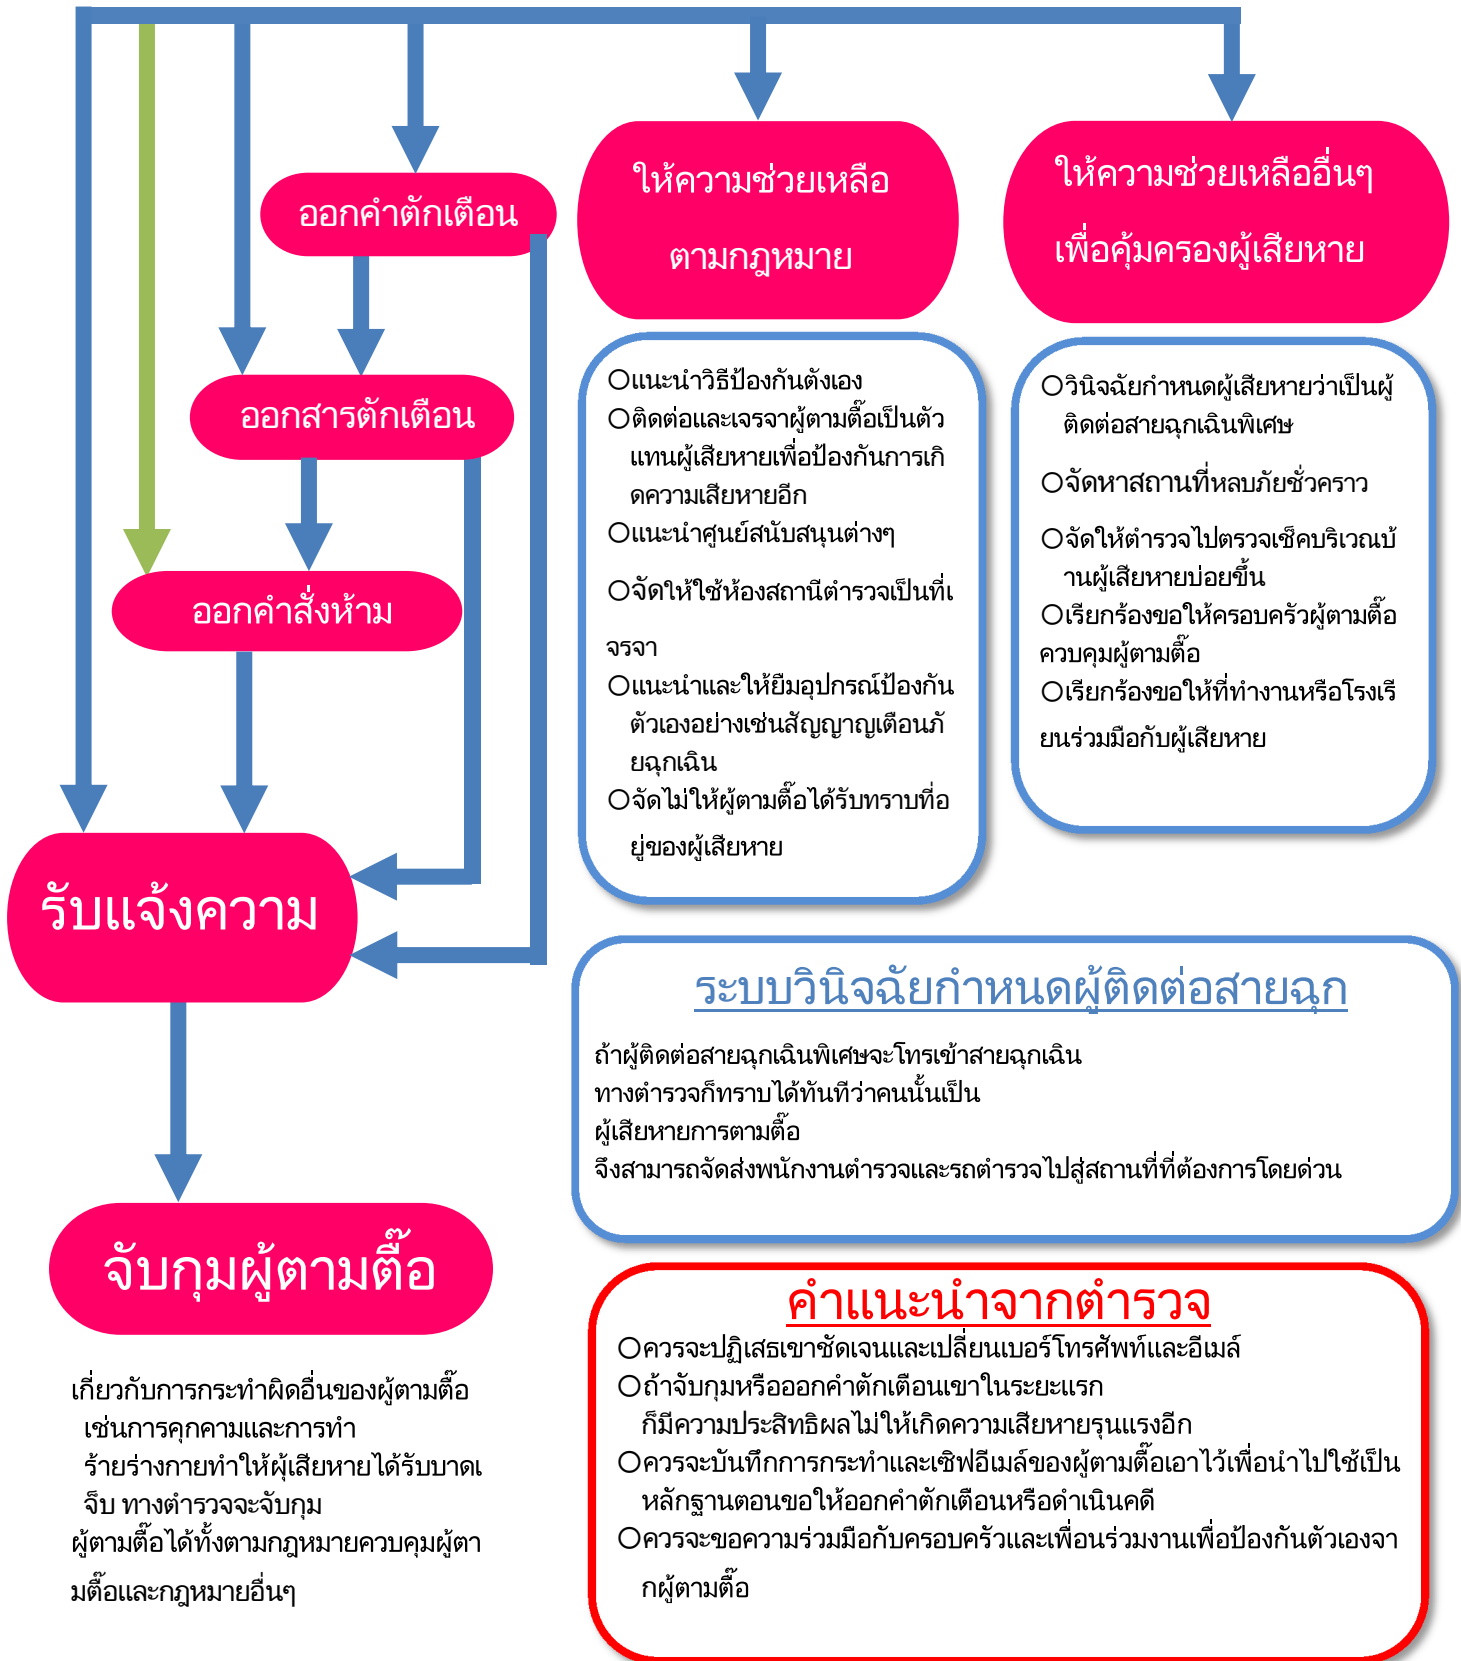 ออกคำตักเตือน
ออกสารตักเตือน
ออกคำสั่งห้าม
รับแจ้งความ
จับกุมผู้ตามตื๊อ
เกี่ยวกับการกระทำผิดอื่นของผู้ตามตื๊อ
เช่นการคุกคามและการทำ
ร้ายร่างกายทำให้ผุ้เสียหายได้รับบาดเ
จ็บ ทางตำรวจจะจับกุม
ผู้ตามตื๊อได้ทั้งตามกฎหมายควบคุมผู้ตา
มตื๊อและกฎหมายอื่นๆ
ให้ความช่วยเหลือ
ตามกฎหมาย
○แนะนำวิธีป้องกันตังเอง
○ติดต่อและเจรจาผู้ตามตื๊อเป็นตัว
แทนผู้เสียหายเพื่อป้องกันการเกิ
ดความเสียหายอีก
○แนะนำศูนย์สนับสนุนต่างๆ
○จัดให้ใช้ห้องสถานีตำรวจเป็นที่เ
จรจา
○แนะนำและให้ยืมอุปกรณ์ป้องกัน
ตัวเองอย่างเช่นสัญญาญเตือนภั
ยฉุกเฉิน
○จัดไม่ให้ผู้ตามตื๊อได้รับทราบที่อ
ยู่ของผู้เสียหาย
ให้ความช่วยเหลืออื่นๆ
เพื่อคุ้มครองผู้เสียหาย
○วินิจฉัยกำหนดผู้เสียหายว่าเป็นผู้
ติดต่อสายฉุกเฉินพิเศษ
○จัดหาสถานที่หลบภัยชั่วคราว
○จัดให้ตำรวจไปตรวจเช็คบริเวณบ้
านผู้เสียหายบ่อยขึ้น
○เรียกร้องขอให้ครอบครัวผู้ตามตื๊อ
ควบคุมผู้ตามตื๊อ
○เรียกร้องขอให้ที่ทำงานหรือโรงเรี
ยนร่วมมือกับผู้เสียหาย
ระบบวินิจฉัยกำหนดผู้ติดต่อสายฉุก
ถ้าผู้ติดต่อสายฉุกเฉินพิเศษจะโทรเข้าสายฉุกเฉิน
ทางตำรวจก็ทราบได้ทันทีว่าคนนั้นเป็น
ผู้เสียหายการตามตื๊อ
จึงสามารถจัดส่งพนักงานตำรวจและรถตำรวจไปสู่สถานที่ที่ต้องการโดยด่วน
คำแนะนำจากตำรวจ
○ควรจะปฏิเสธเขาชัดเจนและเปลี่ยนเบอร์โทรศัพท์และอีเมล์
○ถ้าจับกุมหรือออกคำตักเตือนเขาในระยะแรก
ก็มีความประสิทธิผลไม่ให้เกิดความเสียหายรุนแรงอีก
○ควรจะบันทึกการกระทำและเซิฟอีเมล์ของผู้ตามตื๊อเอาไว้เพื่อนำไปใช้เป็น
หลักฐานตอนขอให้ออกคำตักเตือนหรือดำเนินคดี
○ควรจะขอความร่วมมือกับครอบครัวและเพื่อนร่วมงานเพื่อป้องกันตัวเองจา
กผู้ตามตื๊อ